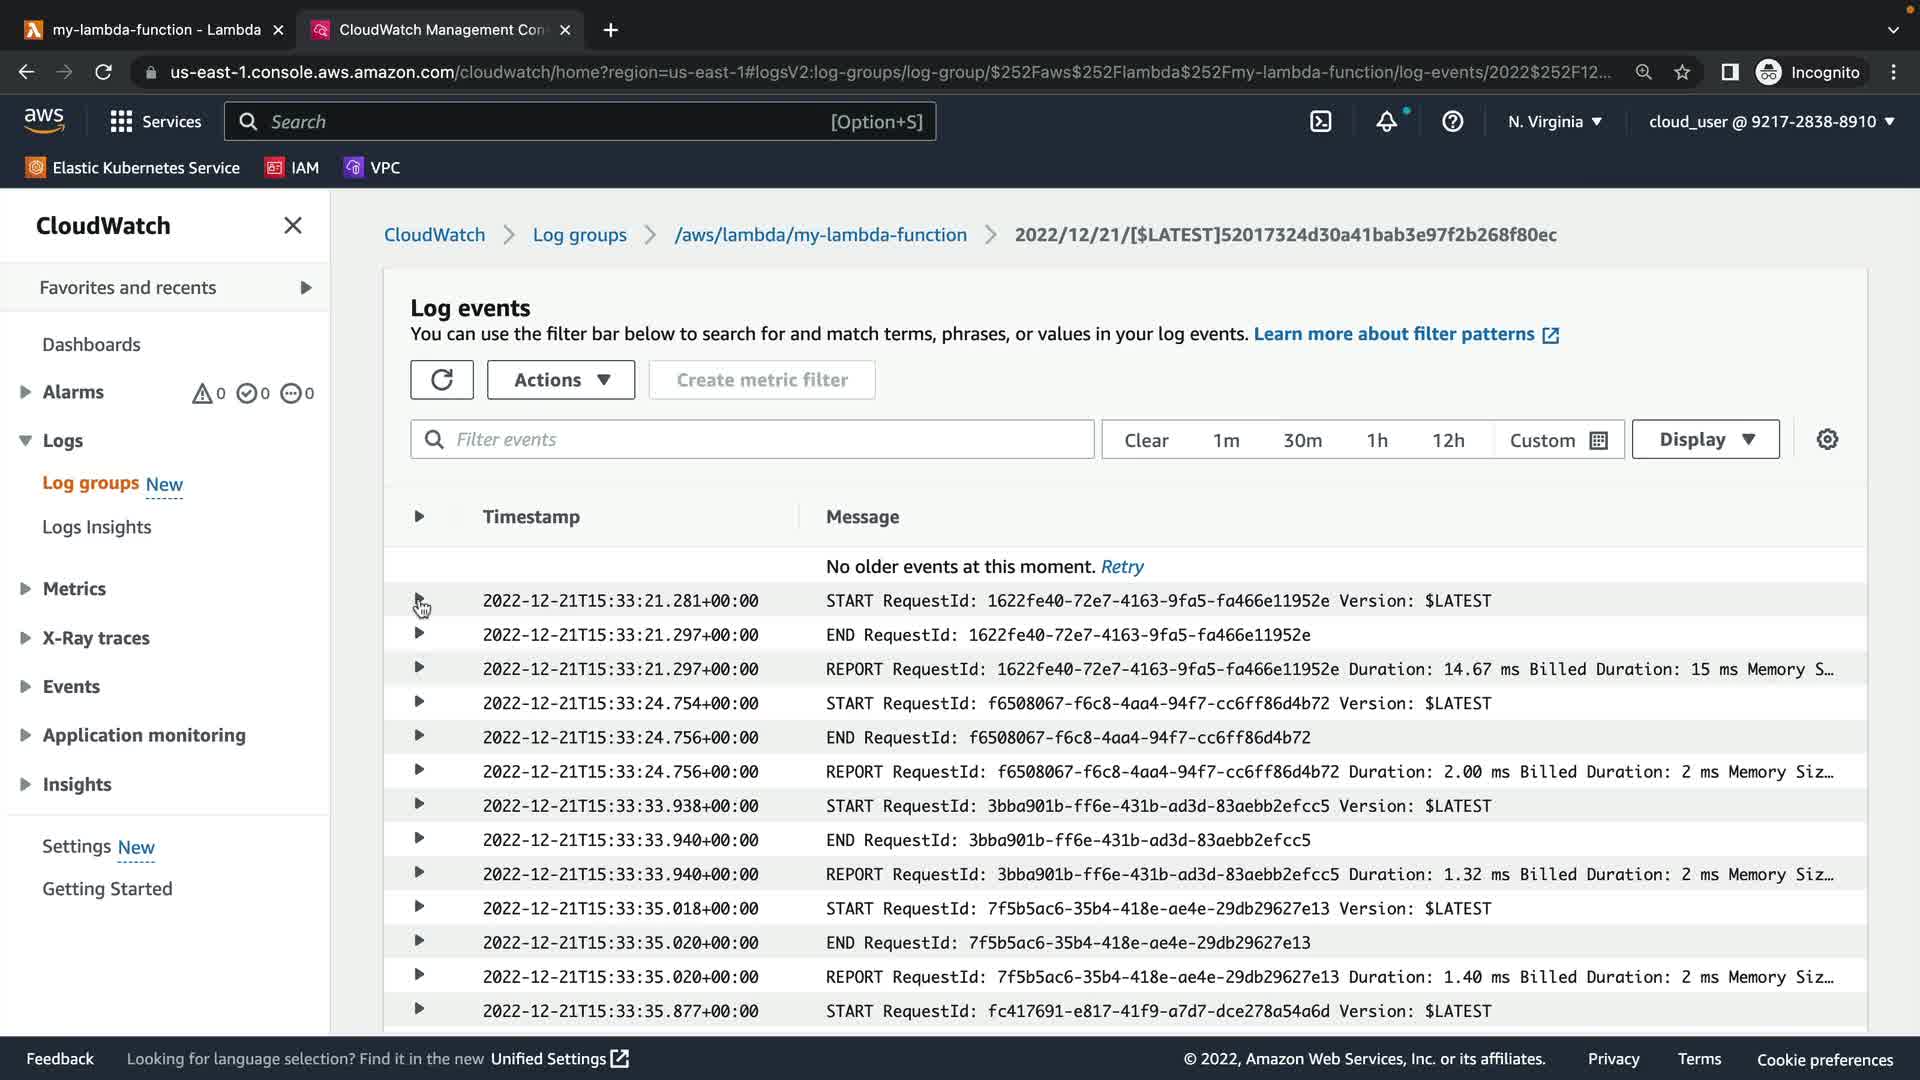 my-lambda-function - Lambda
CloudWatch Management Con
us-east-1.console.aws.amazon.com/cloudwatch/home?region=us-east-1#logsV2:log-groups/log-group/$252Faws$252Flambda$252Fmy-lambda-function/log-events/2022$252F12...
Incognito
aws
Services
Search
[Option+S]
N. Virginia
cloud_user @ 9217-2838-8910
Elastic Kubernetes Service
IAM
VPC
CloudWatch
Favorites and recents
Dashboards
Alarms
0
0
0
Logs
Log groups New
Logs Insights
Metrics
X-Ray traces
Events
Application monitoring
Insights
Settings New
Getting Started
CloudWatch
Log groups
/aws/lambda/my-lambda-function
2022/12/21/[$LATEST]52017324d30a41bab3e97f2b268f80ec
Log events
You can use the filter bar below to search for and match terms, phrases, or values in your log events. Learn more about filter patterns
Actions
Create metric filter
Filter events
Clear
1m
30m
1h
12h
Custom
Display
Timestamp
Message
No older events at this moment. Retry
2022-12-21T15:33:21.281+00:00 START RequestId: 1622fe40-72e7-4163-9fa5-fa466e11952e Version: $LATEST
2022-12-21T15:33:21.297+00:00 END RequestId: 1622fe40-72e7-4163-9fa5-fa466e11952e
2022-12-21T15:33:21.297+00:00 REPORT RequestId: 1622fe40-72e7-4163-9fa5-fa466e11952e Duration: 14.67 ms Billed Duration: 15 ms Memory S…
2022-12-21T15:33:24.754+00:00 START RequestId: f6508067-f6c8-4aa4-94f7-cc6ff86d4b72 Version: $LATEST
2022-12-21T15:33:24.756+00:00 END RequestId: f6508067-f6c8-4aa4-94f7-cc6ff86d4b72
2022-12-21T15:33:24.756+00:00 REPORT RequestId: f6508067-f6c8-4aa4-94f7-cc6ff86d4b72 Duration: 2.00 ms Billed Duration: 2 ms Memory Siz…
2022-12-21T15:33:33.938+00:00 START RequestId: 3bba901b-ff6e-431b-ad3d-83aebb2efcc5 Version: $LATEST
2022-12-21T15:33:33.940+00:00 END RequestId: 3bba901b-ff6e-431b-ad3d-83aebb2efcc5
2022-12-21T15:33:33.940+00:00 REPORT RequestId: 3bba901b-ff6e-431b-ad3d-83aebb2efcc5 Duration: 1.32 ms Billed Duration: 2 ms Memory Siz…
2022-12-21T15:33:35.018+00:00 START RequestId: 7f5b5ac6-35b4-418e-ae4e-29db29627e13 Version: $LATEST
2022-12-21T15:33:35.020+00:00 END RequestId: 7f5b5ac6-35b4-418e-ae4e-29db29627e13
2022-12-21T15:33:35.020+00:00 REPORT RequestId: 7f5b5ac6-35b4-418e-ae4e-29db29627e13 Duration: 1.40 ms Billed Duration: 2 ms Memory Siz…
2022-12-21T15:33:35.877+00:00 START RequestId: fc417691-e817-41f9-a7d7-dce278a54a6d Version: $LATEST
Feedback
Looking for language selection? Find it in the new Unified Settings
© 2022, Amazon Web Services, Inc. or its affiliates.
Privacy
Terms
Cookie preferences